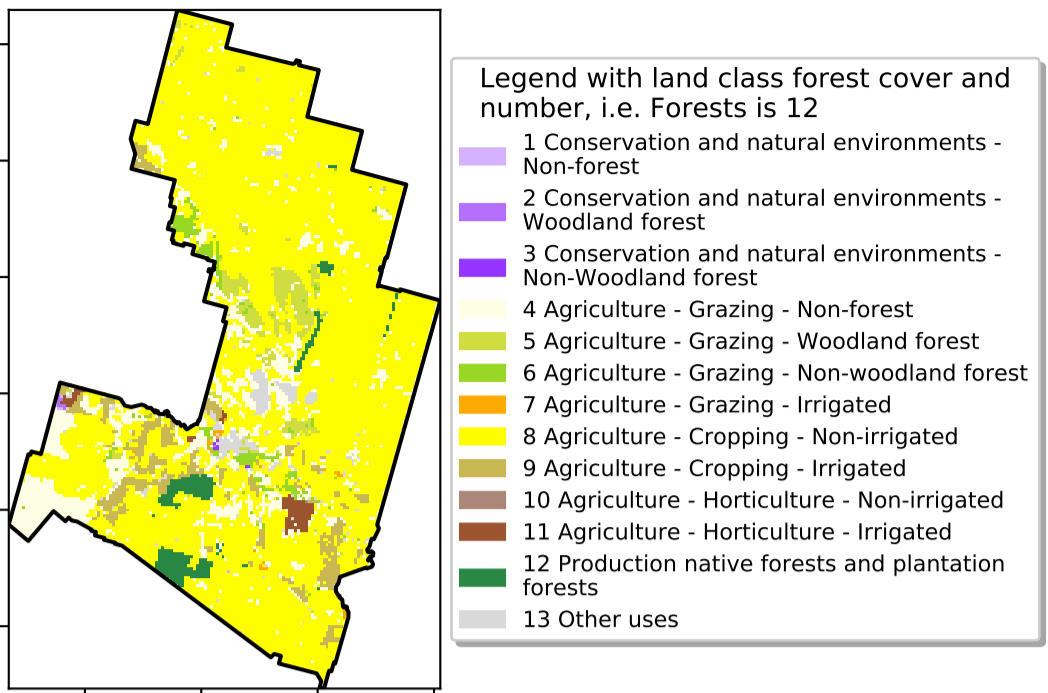 Legend with land class forest cover and
number, i.e. Forests is 12
1 Conservation and natural environments -
Non-forest
2 Conservation and natural environments -
Woodland forest
3 Conservation and natural environments -
Non-Woodland forest
4 Agriculture - Grazing - Non-forest
5 Agriculture - Grazing - Woodland forest
6 Agriculture - Grazing - Non-woodland forest
7 Agriculture - Grazing - Irrigated
8 Agriculture - Cropping - Non-irrigated
9 Agriculture - Cropping - Irrigated
10 Agriculture - Horticulture - Non-irrigated
11 Agriculture - Horticulture - Irrigated
12 Production native forests and plantation
forests
13 Other uses